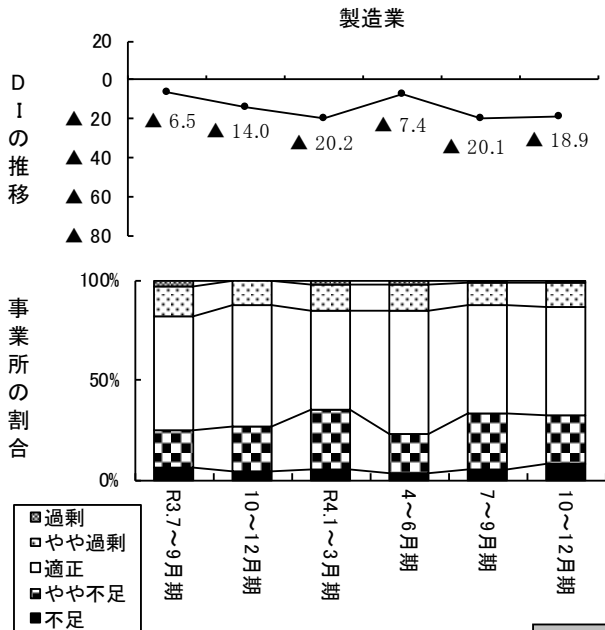 製造業
20
0
▲ 20
▲ 40
▲ 60
▲ 80
DIの推移
▲ 6.5
▲ 14.0
▲ 20.2
▲ 7.4
▲ 20.1
▲ 18.9
100%
50%
0%
事業所の割合
R3.7～9月期
10～12月期
R4.1～3月期
4～6月期
7～9月期
10～12月期
過剰
やや過剰
適正
やや不足
不足